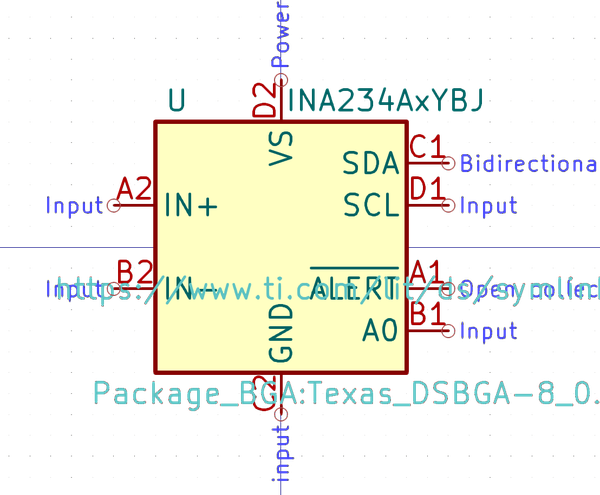 Power
D2
U INA234AxYBJ
VS
SDA C1 Bidirectiona
Input A2 IN+
SCL D1 Input
Input B2 IN-
ALERT A1 Open collec
https://www.ti.com/lit/ds/symlink
A0 B1 Input
GND
C2
Package_BGA:Texas_DSBGA-8_0.
input